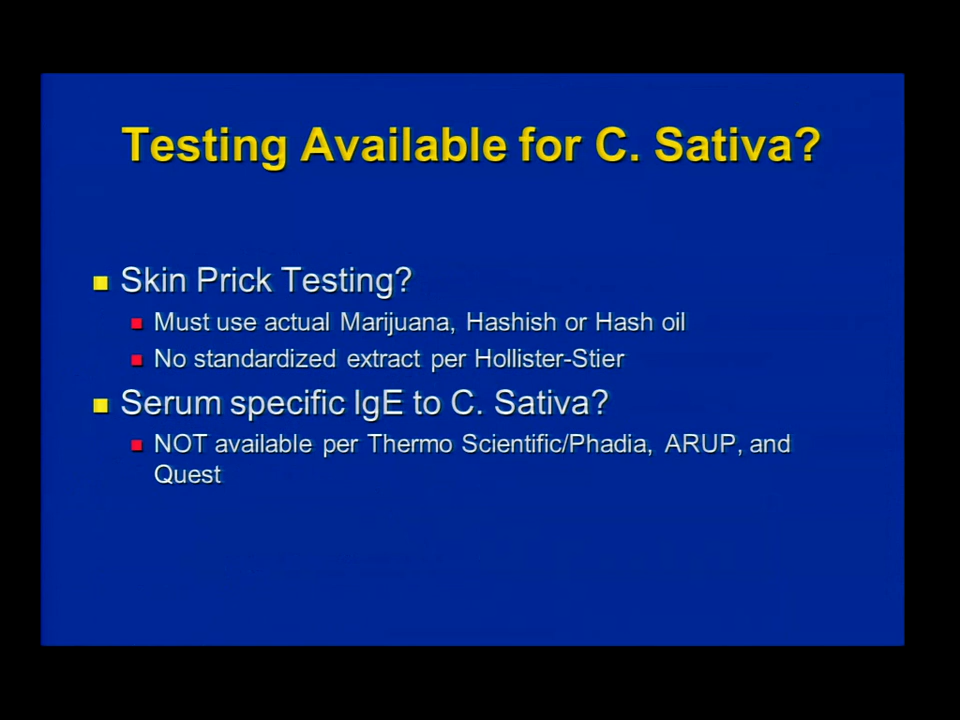 Testing Available for C. Sativa?
Skin Prick Testing?
Must use actual Marijuana, Hashish or Hash oil
No standardized extract per Hollister-Stier
Serum specific IgE to C. Sativa?
NOT available per Thermo Scientific/Phadia, ARUP, and
Quest